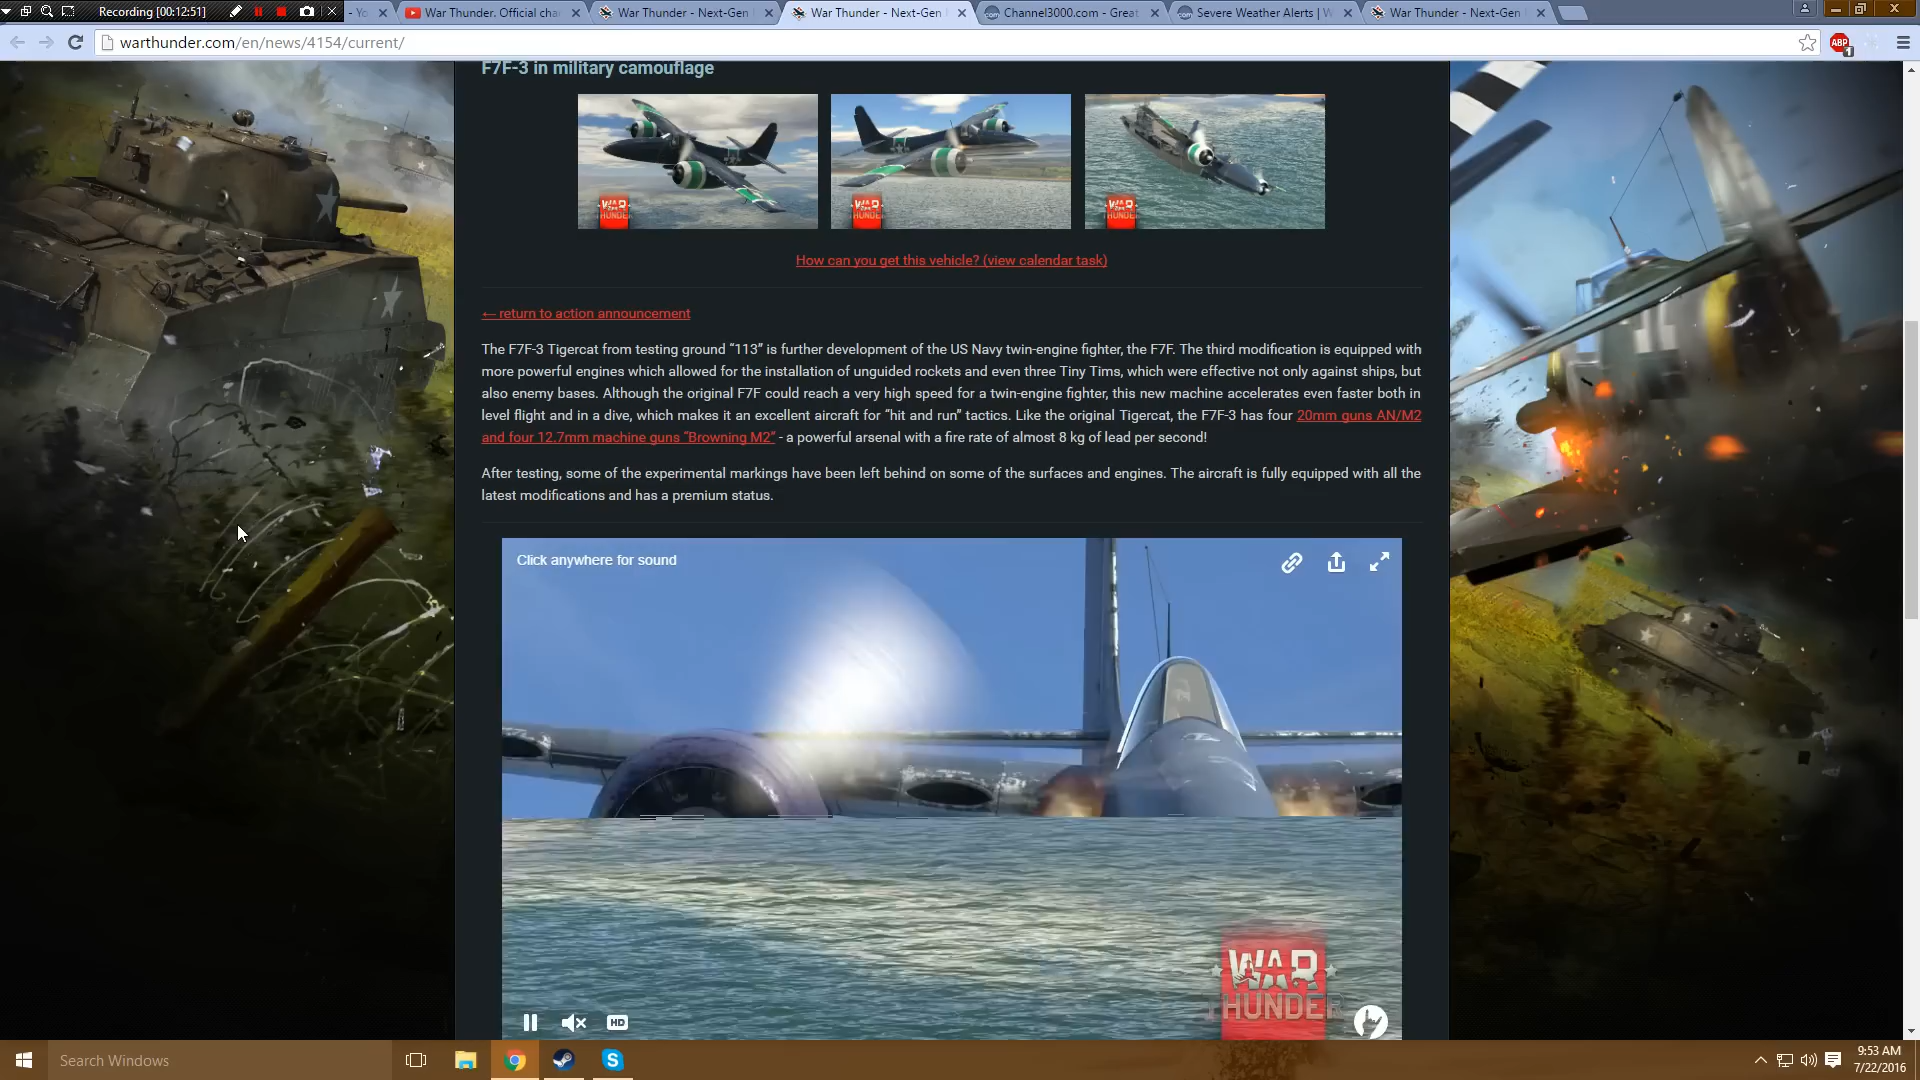 Recording [00:12:51]
- Yo
War Thunder. Official cha
War Thunder - Next-Gen
War Thunder - Next-Gen
Channel3000.com - Great
Severe Weather Alerts | W
War Thunder - Next-Gen
warthunder.com/en/news/4154/current/
ABP
1
F7F-3 in military camouflage
WAR THUNDER
WAR THUNDER
WAR THUNDER
How can you get this vehicle? (view calendar task)
← return to action announcement
The F7F-3 Tigercat from testing ground “113” is further development of the US Navy twin-engine fighter, the F7F. The third modification is equipped with
more powerful engines which allowed for the installation of unguided rockets and even three Tiny Tims, which were effective not only against ships, but
also enemy bases. Although the original F7F could reach a very high speed for a twin-engine fighter, this new machine accelerates even faster both in
level flight and in a dive, which makes it an excellent aircraft for “hit and run” tactics. Like the original Tigercat, the F7F-3 has four 20mm guns AN/M2
and four 12.7mm machine guns “Browning M2” - a powerful arsenal with a fire rate of almost 8 kg of lead per second!
After testing, some of the experimental markings have been left behind on some of the surfaces and engines. The aircraft is fully equipped with all the
latest modifications and has a premium status.
Click anywhere for sound
WAR
THUNDER
HD
Search Windows
9:53 AM
7/22/2016